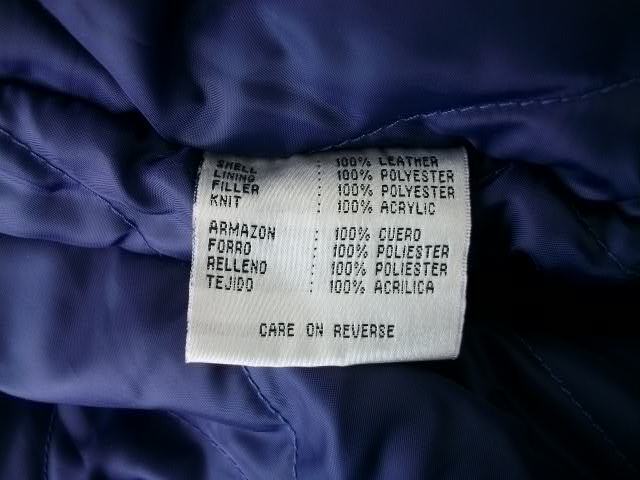 SHELL : 100% LEATHER
LINING : 100% POLYESTER
FILLER : 100% POLYESTER
KNIT : 100% ACRYLIC
ARMAZON : 100% CUERO
FORRO : 100% POLIESTER
RELLENO : 100% POLIESTER
TEJIDO : 100% ACRILICA
CARE ON REVERSE